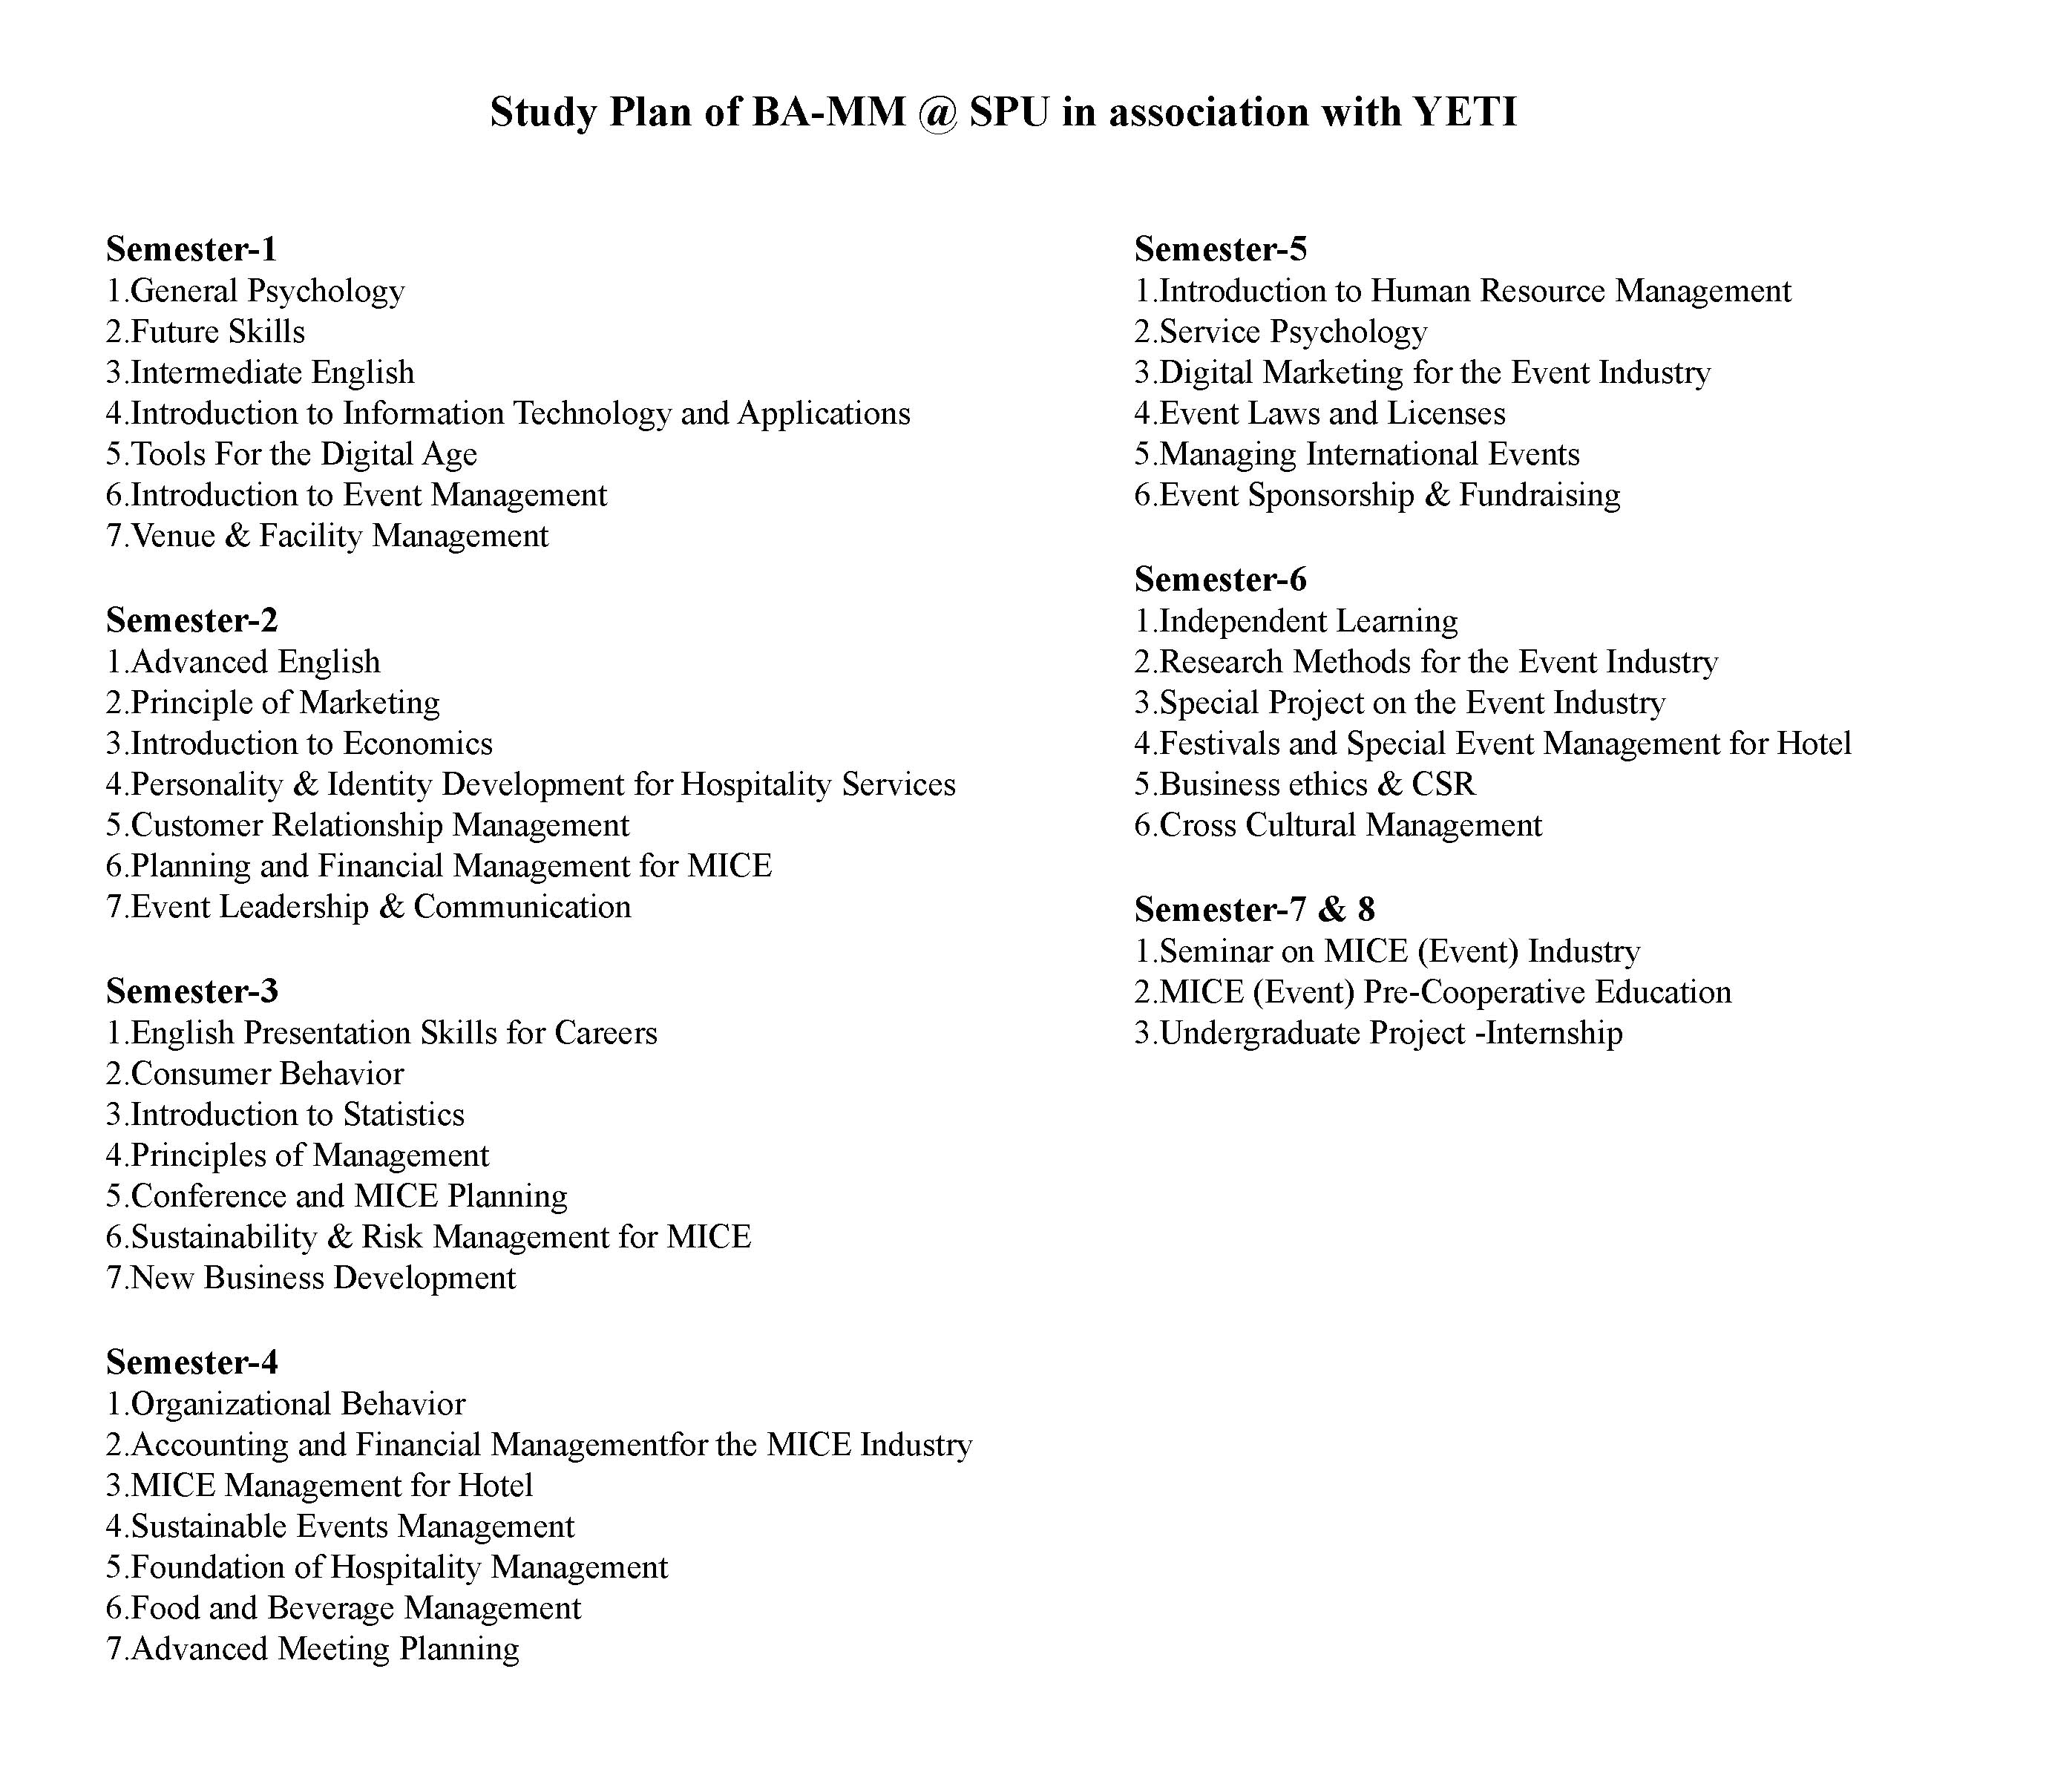 Study Plan of BA-MM @ SPU in association with YETI
Semester-1
1.General Psychology
2.Future Skills
3.Intermediate English
4.Introduction to Information Technology and Applications
5.Tools For the Digital Age
6.Introduction to Event Management
7.Venue & Facility Management
Semester-2
1.Advanced English
2.Principle of Marketing
3.Introduction to Economics
4.Personality & Identity Development for Hospitality Services
5.Customer Relationship Management
6.Planning and Financial Management for MICE
7.Event Leadership & Communication
Semester-3
1.English Presentation Skills for Careers
2.Consumer Behavior
3.Introduction to Statistics
4.Principles of Management
5.Conference and MICE Planning
6.Sustainability & Risk Management for MICE
7.New Business Development
Semester-4
1.Organizational Behavior
2.Accounting and Financial Managementfor the MICE Industry
3.MICE Management for Hotel
4.Sustainable Events Management
5.Foundation of Hospitality Management
6.Food and Beverage Management
7.Advanced Meeting Planning
Semester-5
1.Introduction to Human Resource Management
2.Service Psychology
3.Digital Marketing for the Event Industry
4.Event Laws and Licenses
5.Managing International Events
6.Event Sponsorship & Fundraising
Semester-6
1.Independent Learning
2.Research Methods for the Event Industry
3.Special Project on the Event Industry
4.Festivals and Special Event Management for Hotel
5.Business ethics & CSR
6.Cross Cultural Management
Semester-7 & 8
1.Seminar on MICE (Event) Industry
2.MICE (Event) Pre-Cooperative Education
3.Undergraduate Project -Internship